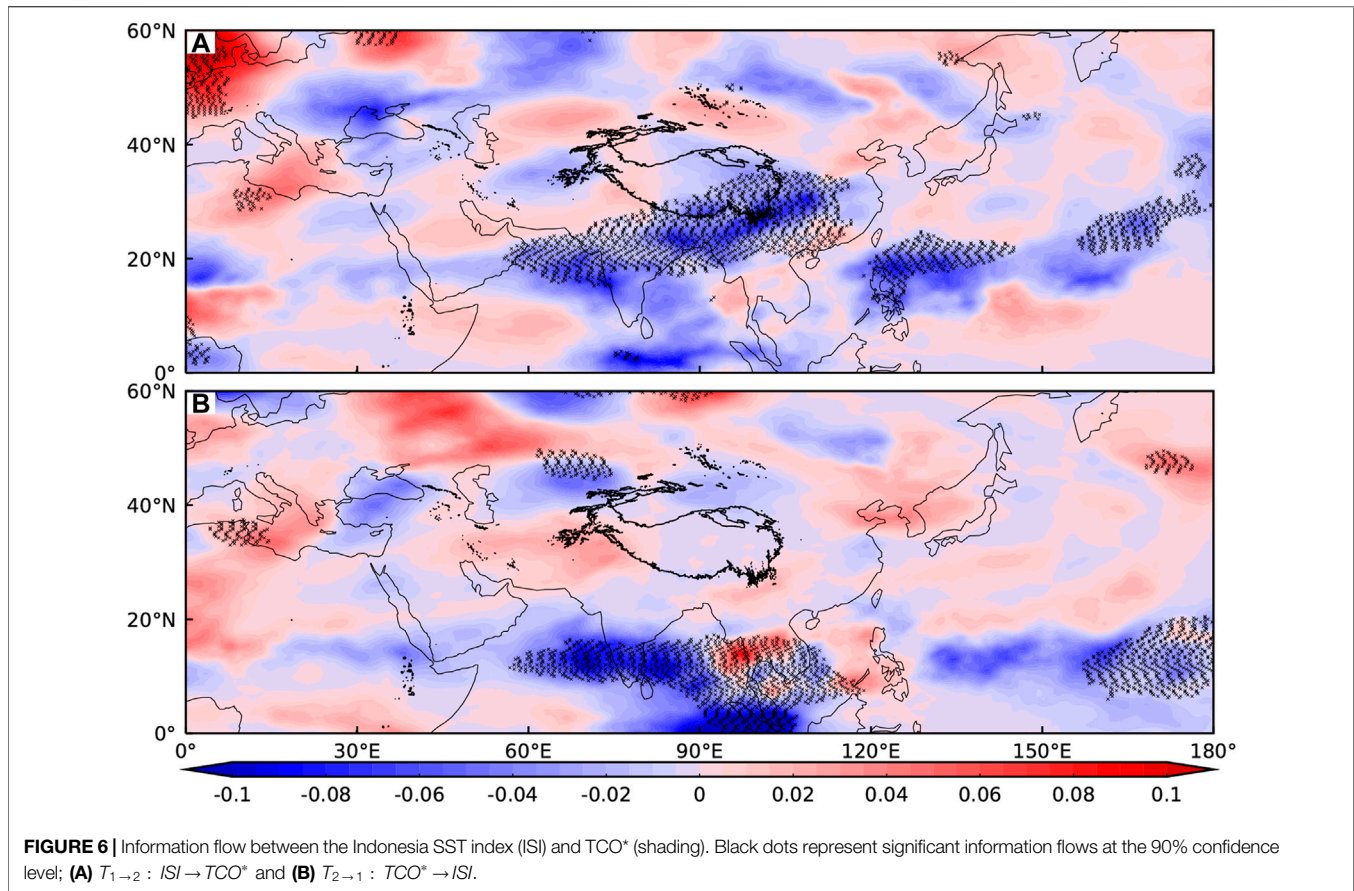 60°N
A
40°N
20°N
0°
60°N
B
40°N
20°N
0°
0° 30°E 60°E 90°E 120°E 150°E 180°
-0.1 -0.08 -0.06 -0.04 -0.02 0 0.02 0.04 0.06 0.08 0.1
FIGURE 6 | Information flow between the Indonesia SST index (ISI) and TCO* (shading). Black dots represent significant information flows at the 90% confidence
level; (A) T₁→₂ : ISI → TCO* and (B) T₂→₁ : TCO* → ISI.